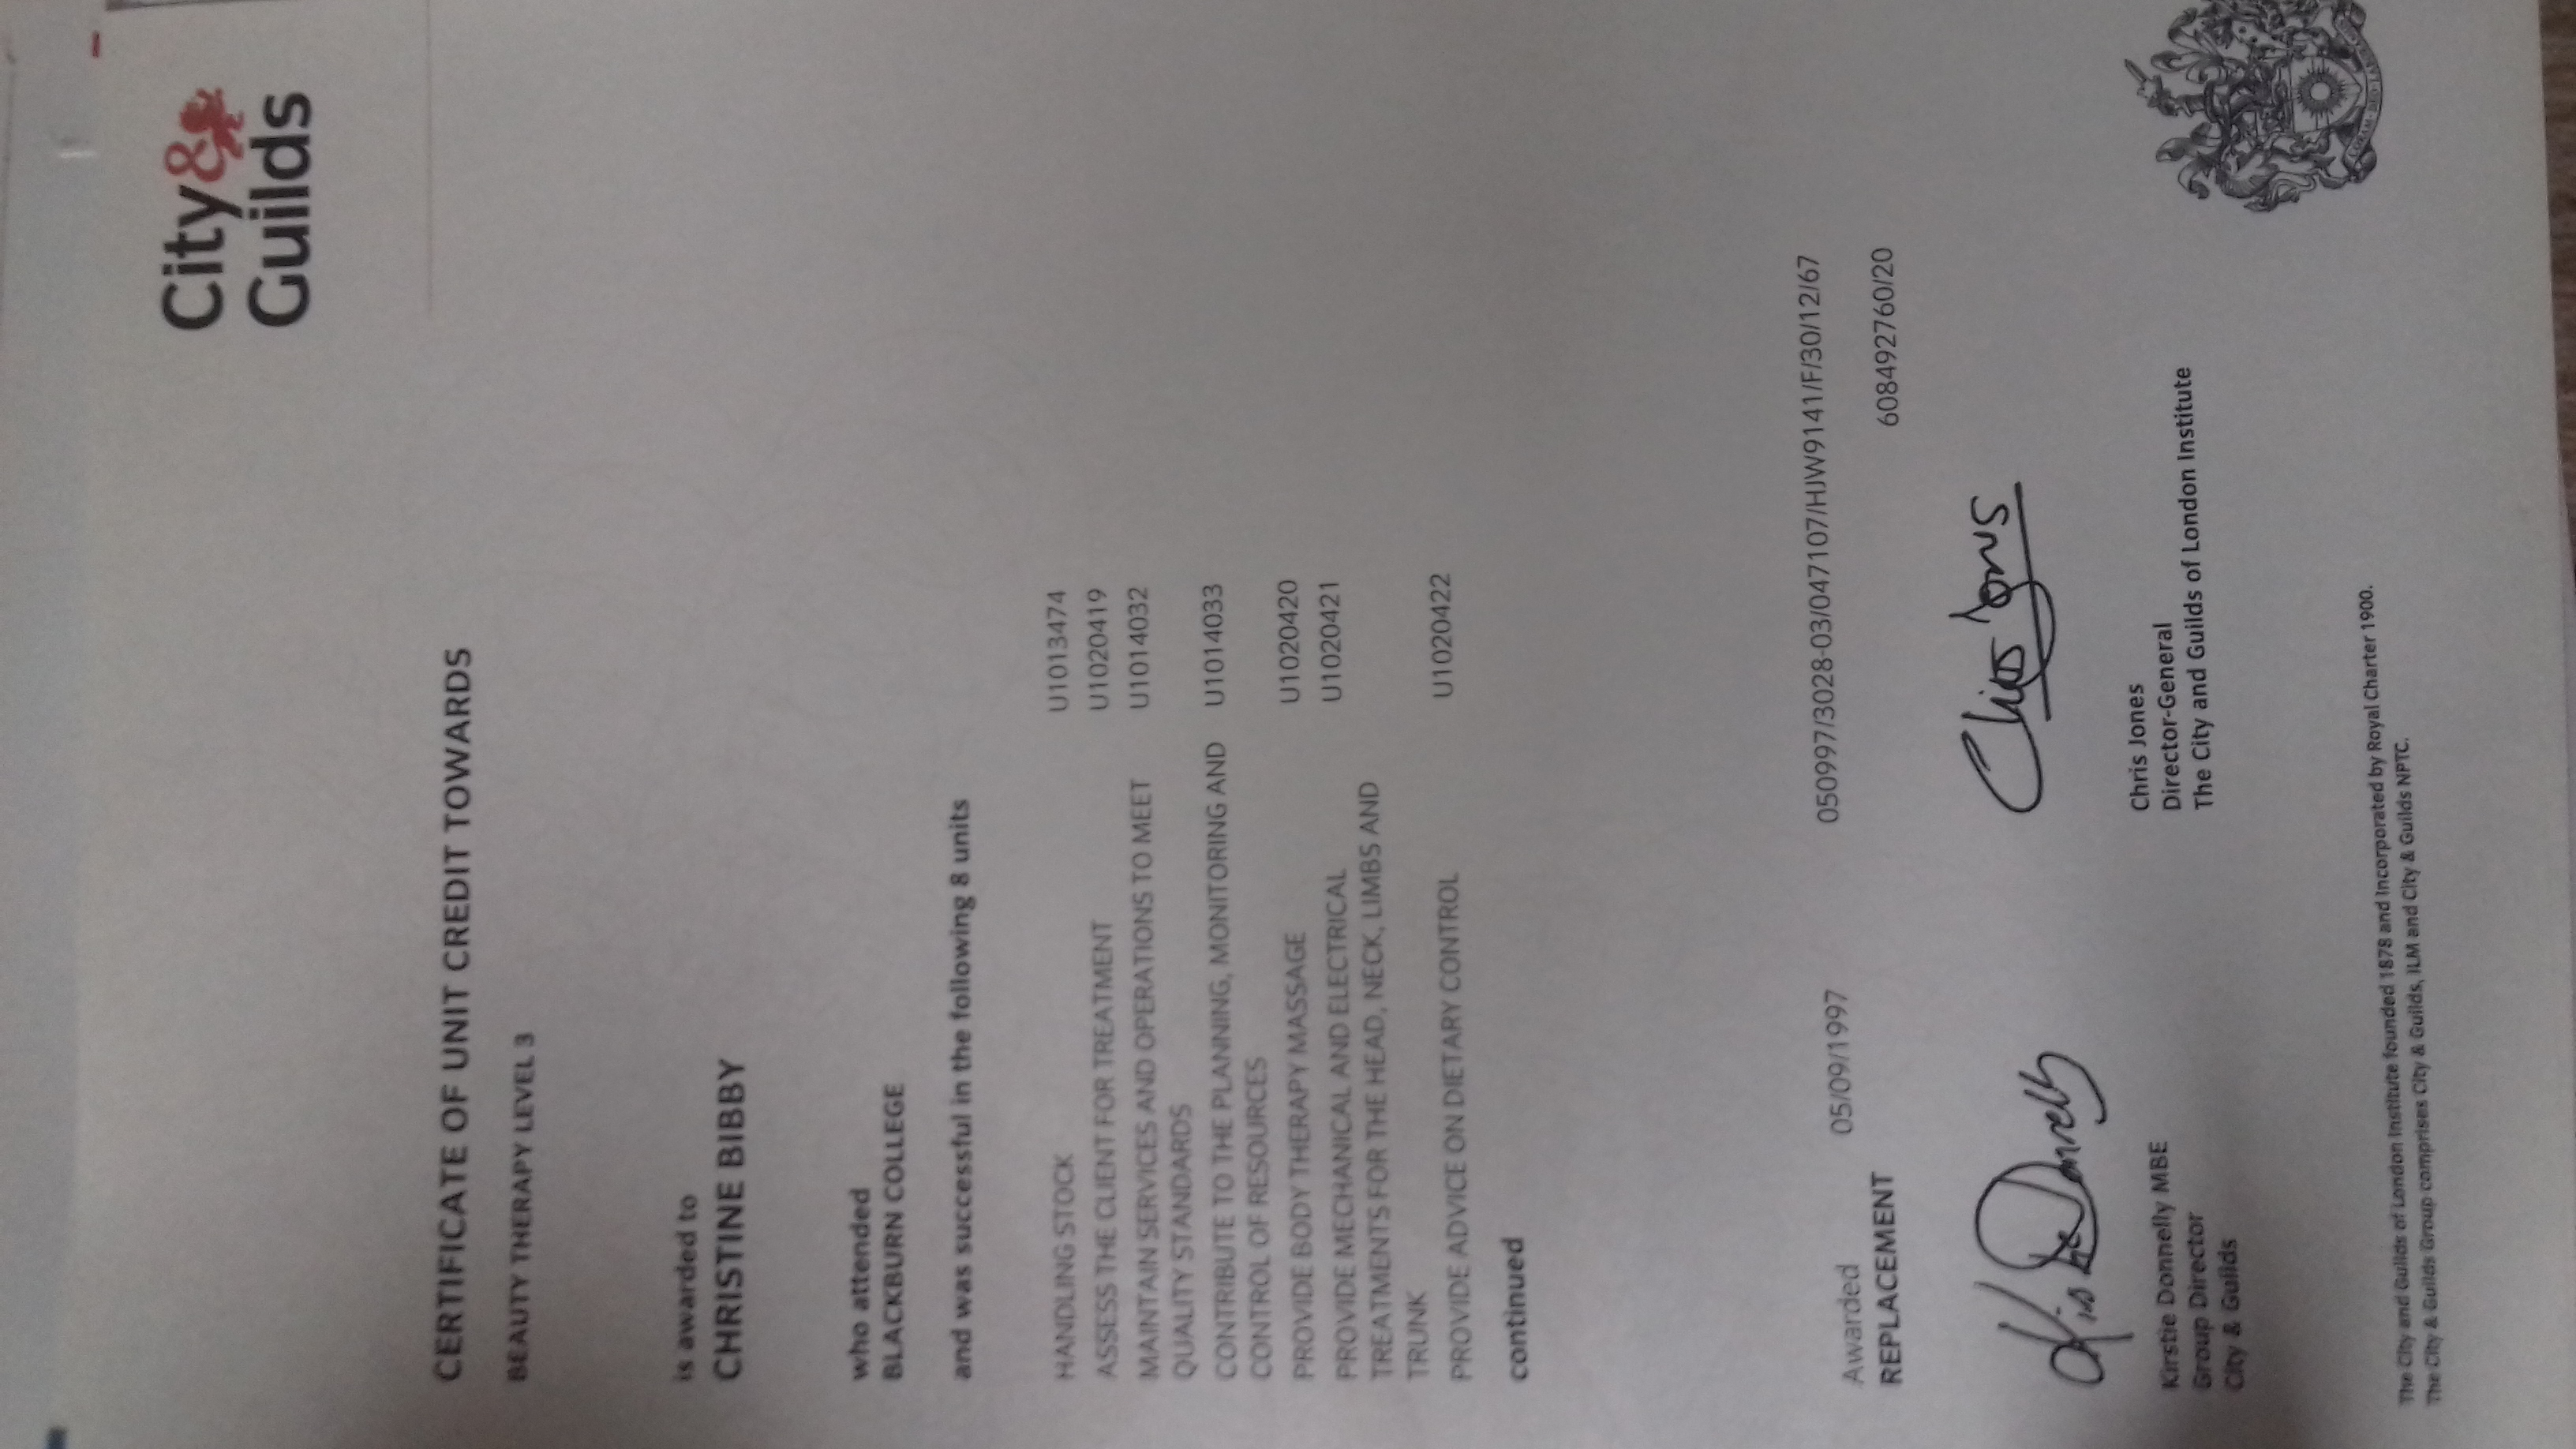 City&
Guilds
CERTIFICATE OF UNIT CREDIT TOWARDS
BEAUTY THERAPY LEVEL 3
is awarded to
CHRISTINE BIBBY
who attended
BLACKBURN COLLEGE
and was successful in the following 8 units
HANDLING STOCK U1013474
ASSESS THE CLIENT FOR TREATMENT U1020419
MAINTAIN SERVICES AND OPERATIONS TO MEET U1014032
QUALITY STANDARDS
CONTRIBUTE TO THE PLANNING, MONITORING AND U1014033
CONTROL OF RESOURCES
PROVIDE BODY THERAPY MASSAGE U1020420
PROVIDE MECHANICAL AND ELECTRICAL U1020421
TREATMENTS FOR THE HEAD, NECK, LIMBS AND
TRUNK
PROVIDE ADVICE ON DIETARY CONTROL U1020422
continued
Awarded 05/09/1997 050997/3028-03/047107/HJW9141/F/30/12/67
REPLACEMENT 608492760/20
Kirstie Donnelly Chris Jones
Kirstie Donnelly MBE
Group Director
City & Guilds
Chris Jones
Director-General
The City and Guilds of London Institute
The City and Guilds of London Institute founded 1878 and Incorporated by Royal Charter 1900.
The City & Guilds Group comprises City & Guilds, ILM and City & Guilds NPTC.